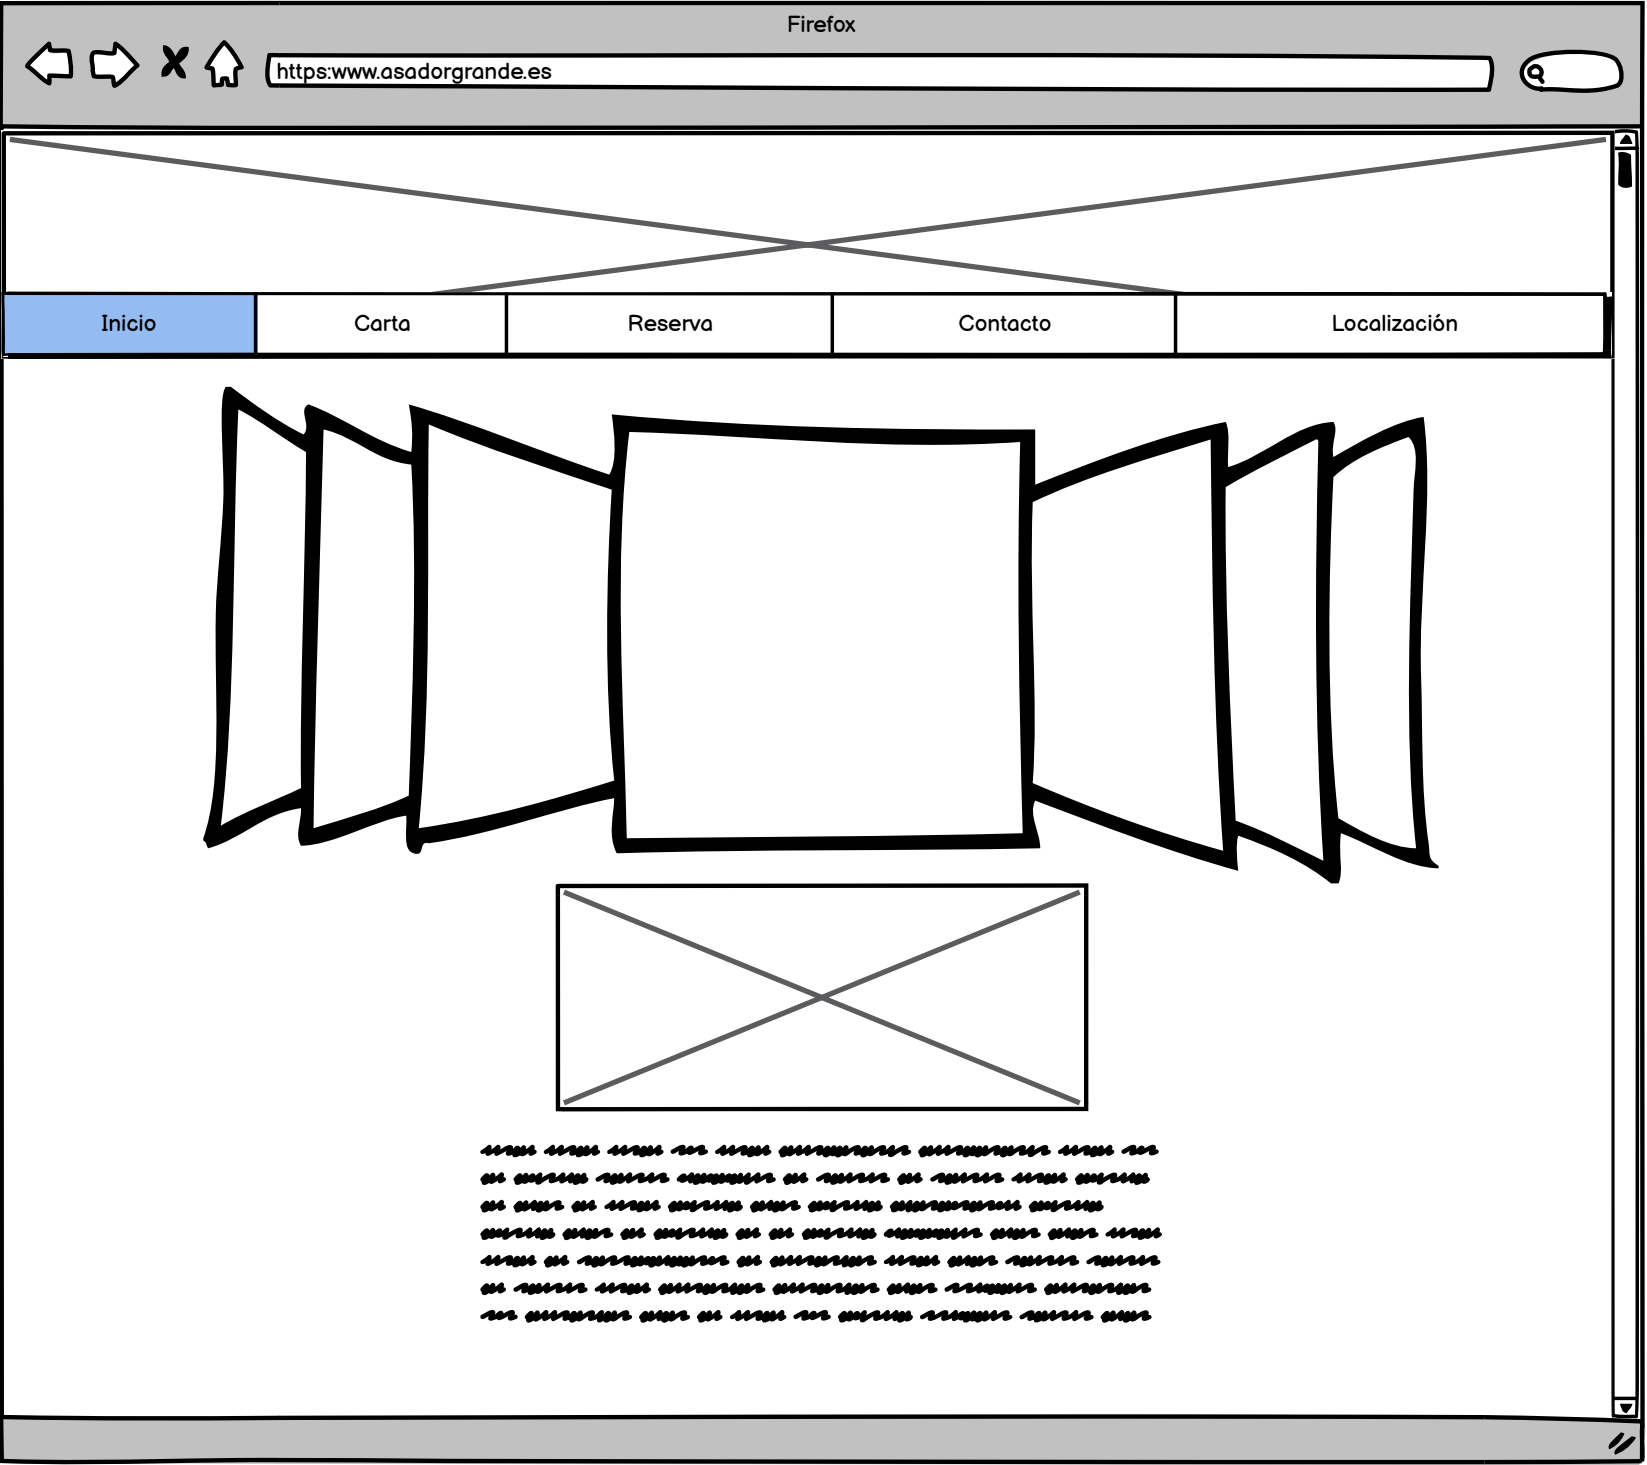 Firefox
https:www.asadorgrande.es
Inicio
Carta
Reserva
Contacto
Localización